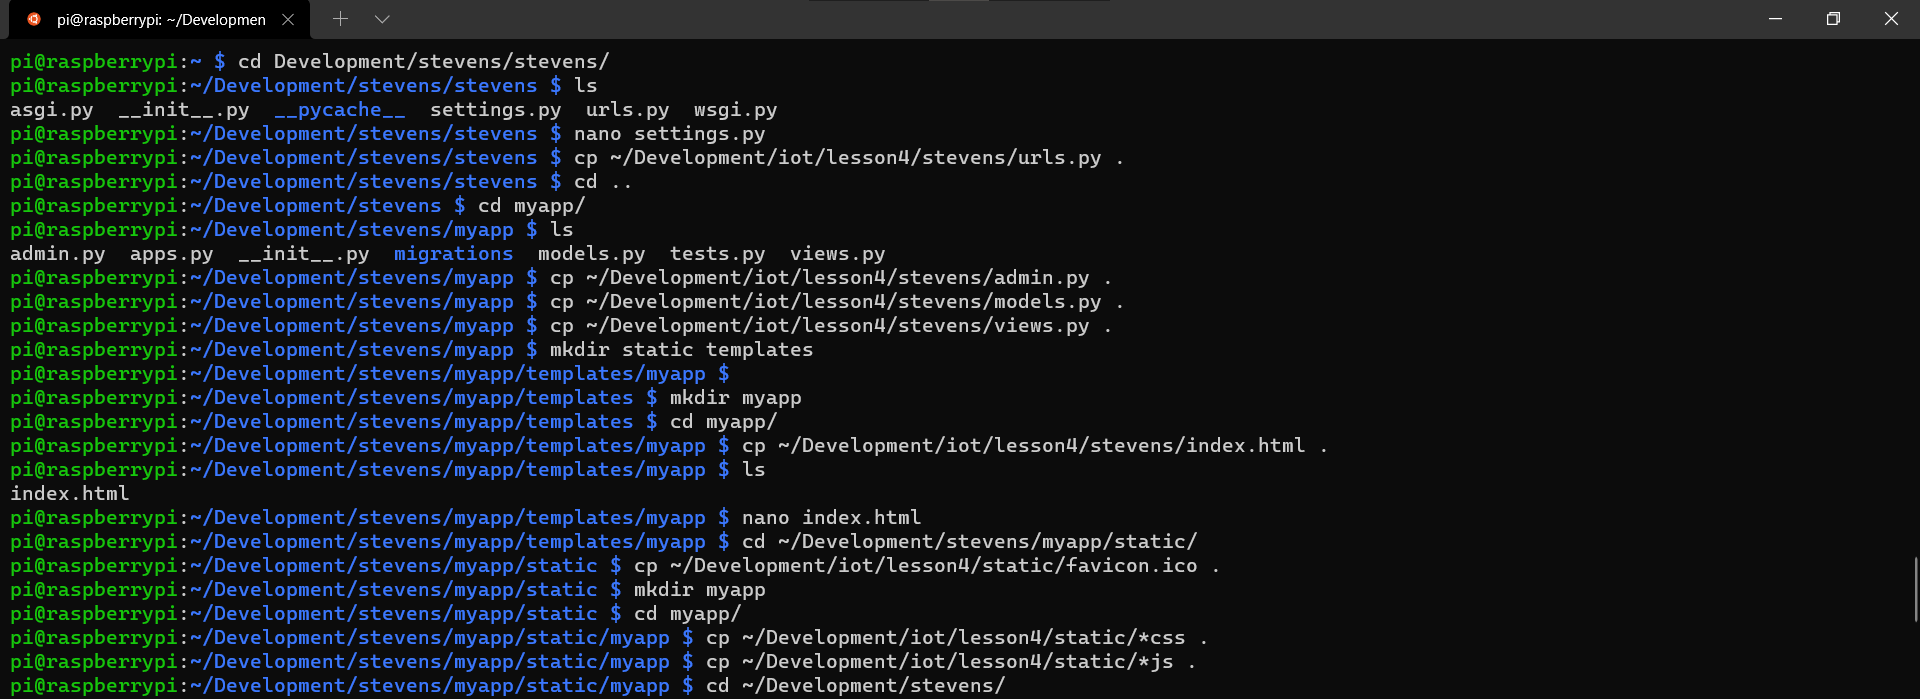 pi@raspberrypi: ~/Developmen
pi@raspberrypi:~ $ cd Development/stevens/stevens/
pi@raspberrypi:~/Development/stevens/stevens $ ls
asgi.py  __init__.py  __pycache__  settings.py  urls.py  wsgi.py
pi@raspberrypi:~/Development/stevens/stevens $ nano settings.py
pi@raspberrypi:~/Development/stevens/stevens $ cp ~/Development/iot/lesson4/stevens/urls.py .
pi@raspberrypi:~/Development/stevens/stevens $ cd ..
pi@raspberrypi:~/Development/stevens $ cd myapp/
pi@raspberrypi:~/Development/stevens/myapp $ ls
admin.py  apps.py  __init__.py  migrations  models.py  tests.py  views.py
pi@raspberrypi:~/Development/stevens/myapp $ cp ~/Development/iot/lesson4/stevens/admin.py .
pi@raspberrypi:~/Development/stevens/myapp $ cp ~/Development/iot/lesson4/stevens/models.py .
pi@raspberrypi:~/Development/stevens/myapp $ cp ~/Development/iot/lesson4/stevens/views.py .
pi@raspberrypi:~/Development/stevens/myapp $ mkdir static templates
pi@raspberrypi:~/Development/stevens/myapp/templates/myapp $
pi@raspberrypi:~/Development/stevens/myapp/templates $ mkdir myapp
pi@raspberrypi:~/Development/stevens/myapp/templates $ cd myapp/
pi@raspberrypi:~/Development/stevens/myapp/templates/myapp $ cp ~/Development/iot/lesson4/stevens/index.html .
pi@raspberrypi:~/Development/stevens/myapp/templates/myapp $ ls
index.html
pi@raspberrypi:~/Development/stevens/myapp/templates/myapp $ nano index.html
pi@raspberrypi:~/Development/stevens/myapp/templates/myapp $ cd ~/Development/stevens/myapp/static/
pi@raspberrypi:~/Development/stevens/myapp/static $ cp ~/Development/iot/lesson4/static/favicon.ico .
pi@raspberrypi:~/Development/stevens/myapp/static $ mkdir myapp
pi@raspberrypi:~/Development/stevens/myapp/static $ cd myapp/
pi@raspberrypi:~/Development/stevens/myapp/static/myapp $ cp ~/Development/iot/lesson4/static/*css .
pi@raspberrypi:~/Development/stevens/myapp/static/myapp $ cp ~/Development/iot/lesson4/static/*js .
pi@raspberrypi:~/Development/stevens/myapp/static/myapp $ cd ~/Development/stevens/